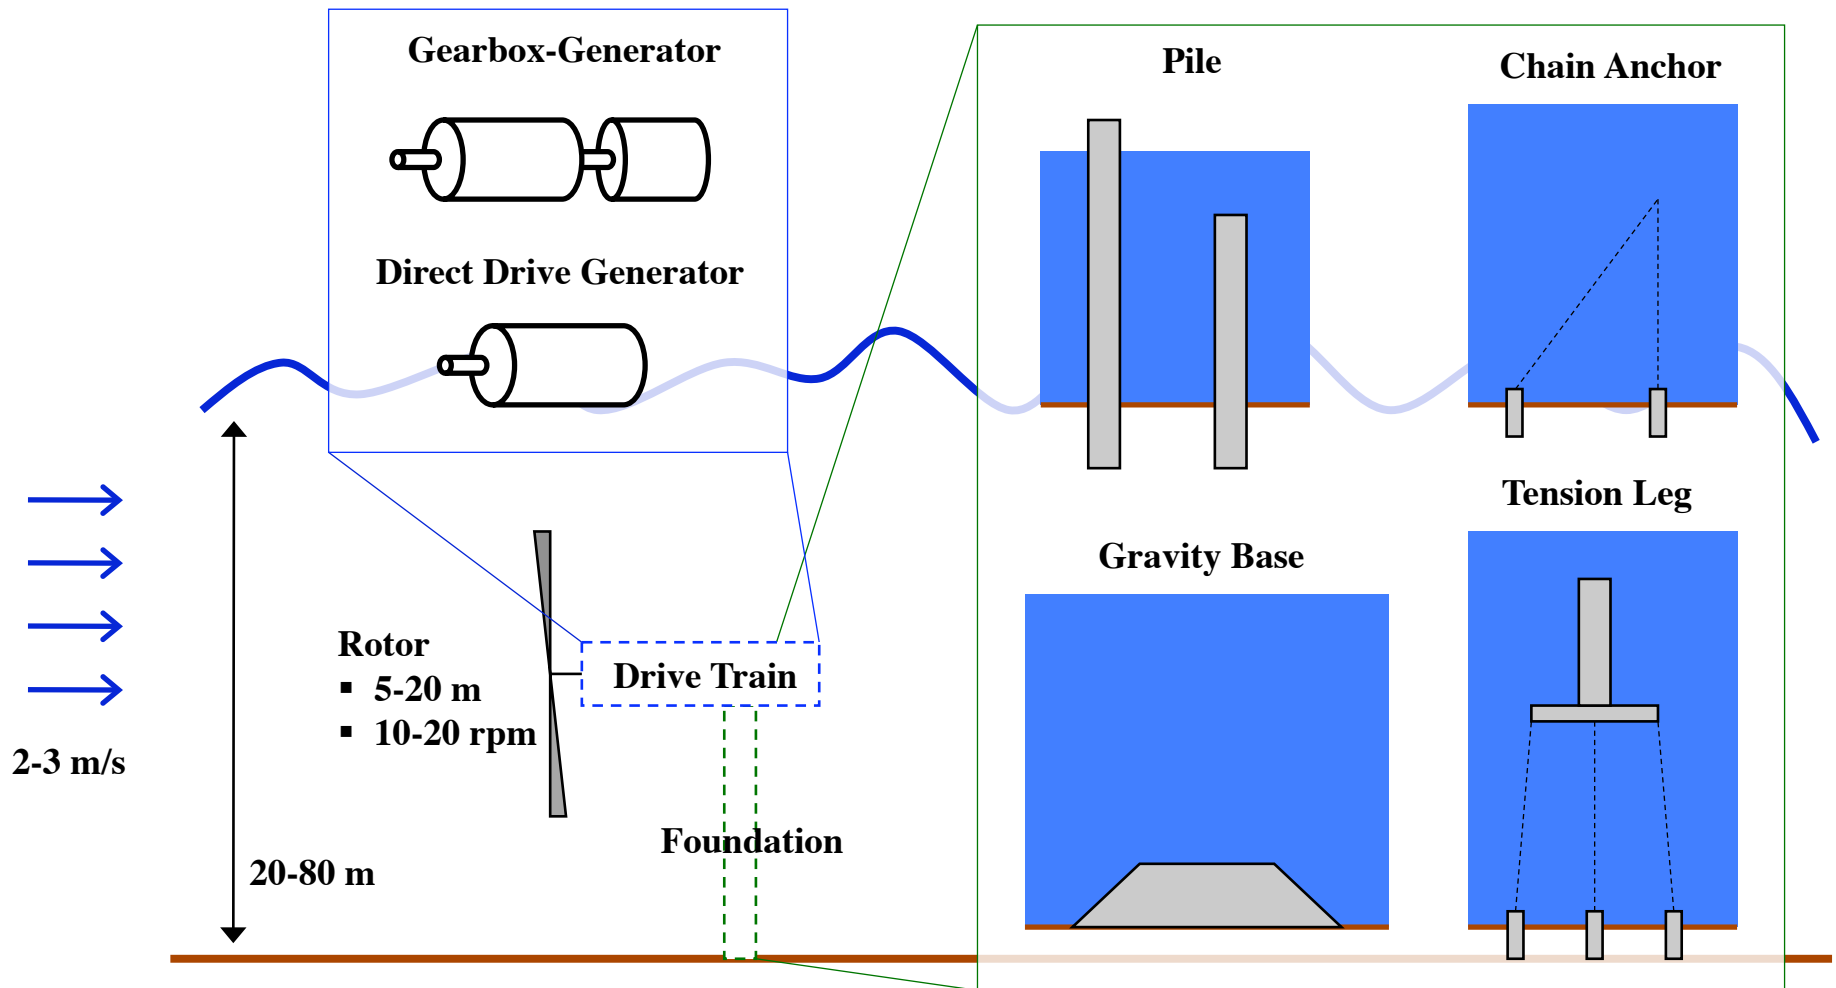 Gearbox-Generator
Direct Drive Generator
Pile
Chain Anchor
Tension Leg
Gravity Base
Rotor
▪ 5-20 m
▪ 10-20 rpm
Drive Train
2-3 m/s
Foundation
20-80 m